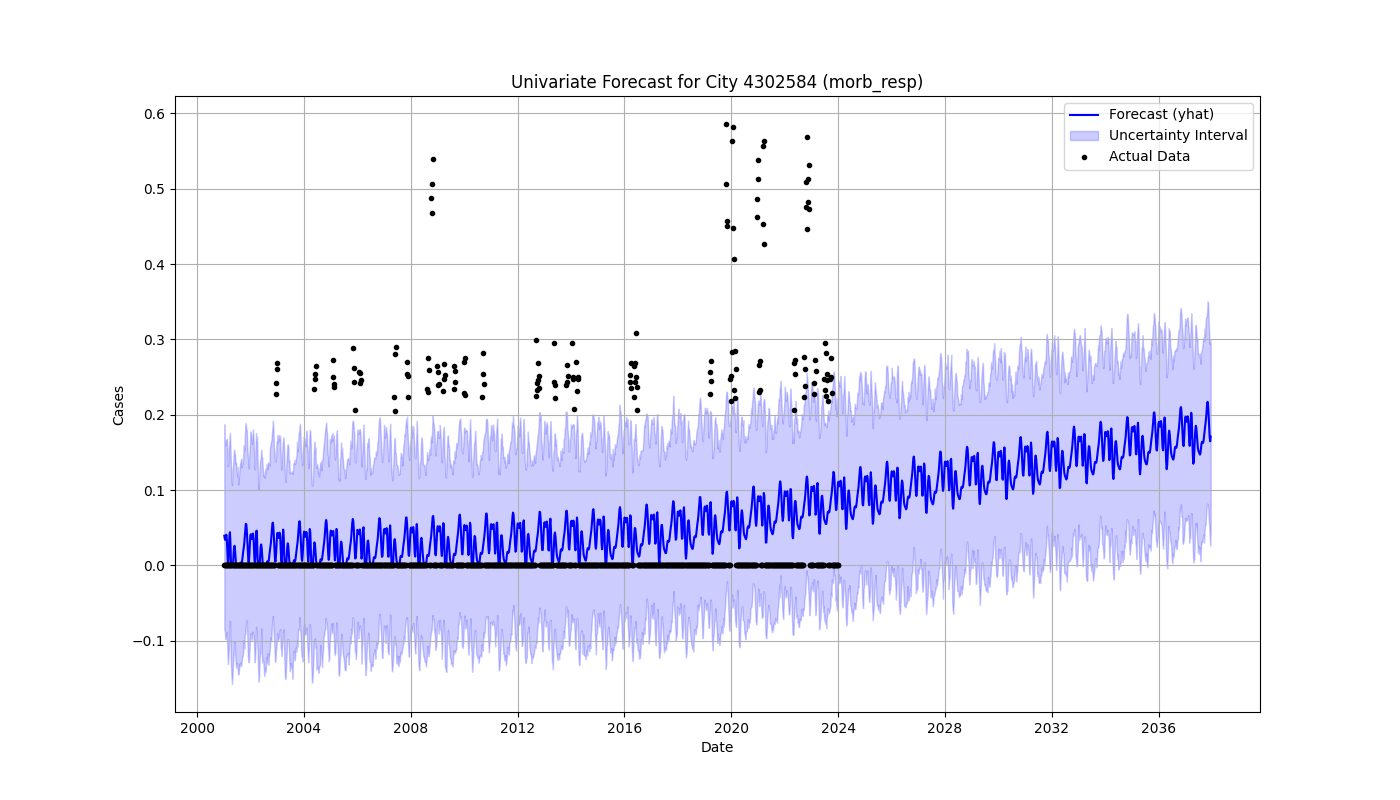 Univariate Forecast for City 4302584 (morb_resp)
Forecast (yhat)
Uncertainty Interval
Actual Data
Cases
0.6
0.5
0.4
0.3
0.2
0.1
0.0
−0.1
2000 2004 2008 2012 2016 2020 2024 2028 2032 2036
Date